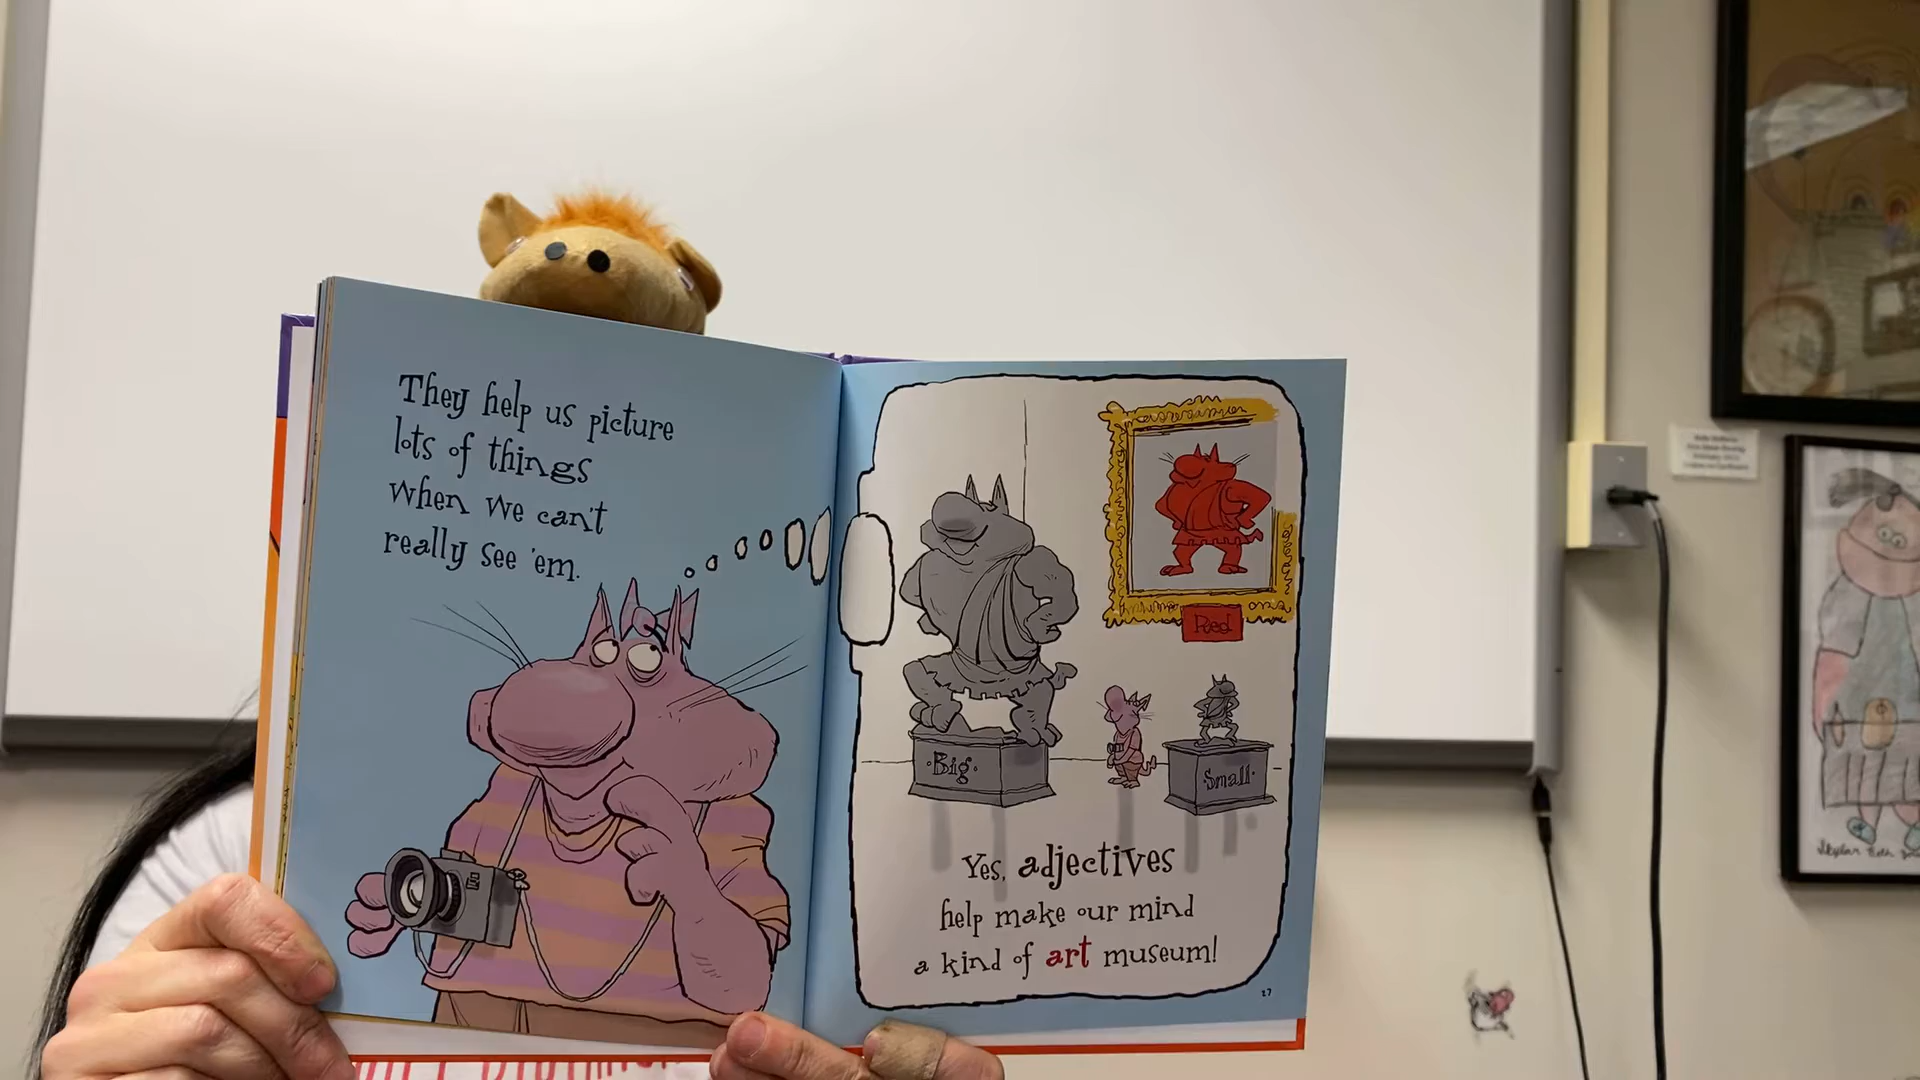 They help us picture
lots of things
when we can't
really see 'em.
Red
Big
Small
Yes, adjectives
help make our mind
a kind of art museum!
27